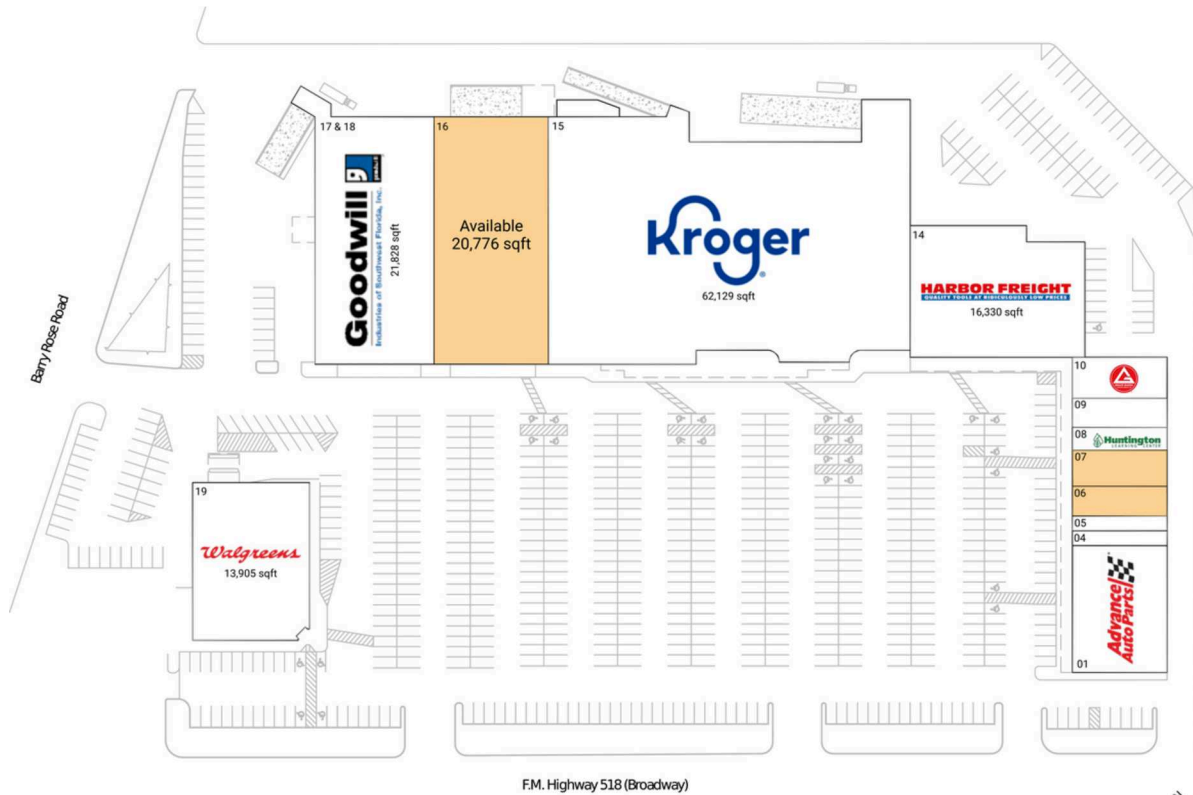 17 & 18
Goodwill
Industries of Southwest Florida, Inc.
21,828 sqft
16
Available
20,776 sqft
15
Kroger
62,129 sqft
14
HARBOR FREIGHT
QUALITY TOOLS AT RIDICULOUSLY LOW PRICES
16,330 sqft
10
09
08
Huntington
LEARNING CENTER
07
06
05
04
Advance
Auto Parts
01
19
Walgreens
13,905 sqft
Barry Rose Road
F.M. Highway 518 (Broadway)